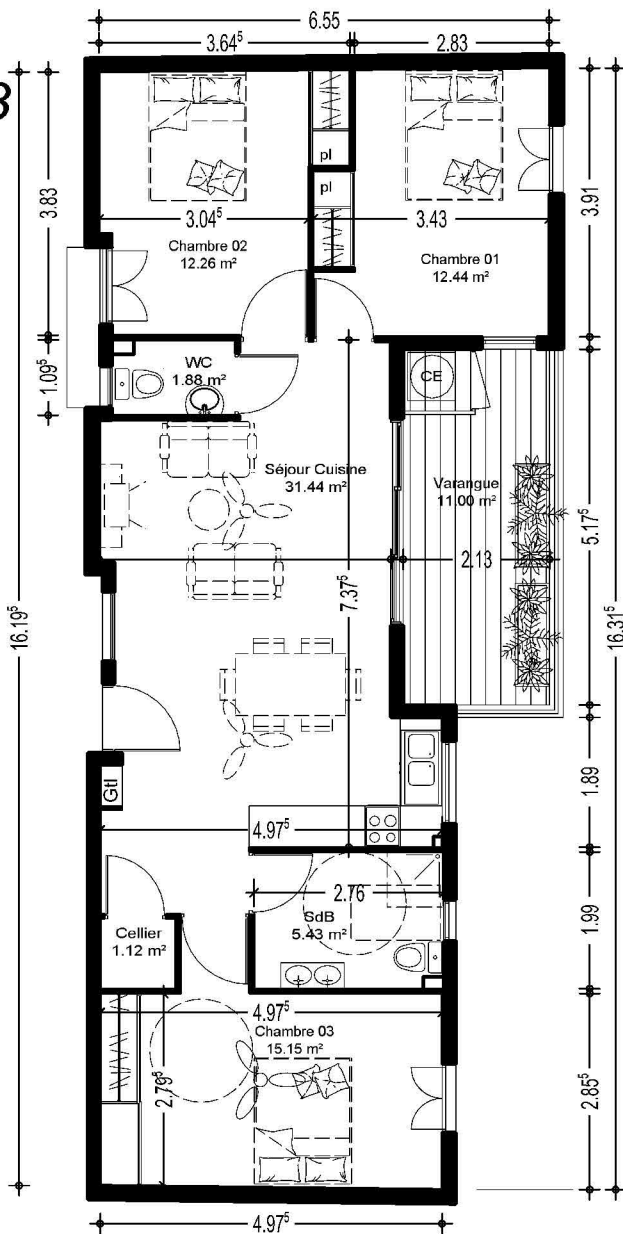 6.55
3.64⁵
2.83
8
pl
pl
3.83
3.04⁵
3.43
3.91
Chambre 02
12.26 m²
Chambre 01
12.44 m²
WC
1.88 m²
1.09⁵
CE
Séjour Cuisine
31.44 m²
Varangue
11.00 m²
5.17⁵
2.13
7.37⁵
16.19⁵
16.31⁵
Gtl
1.89
4.97⁵
2.76
SdB
5.43 m²
Cellier
1.12 m²
1.99
4.97⁵
Chambre 03
15.15 m²
2.79⁵
2.85⁵
4.97⁵